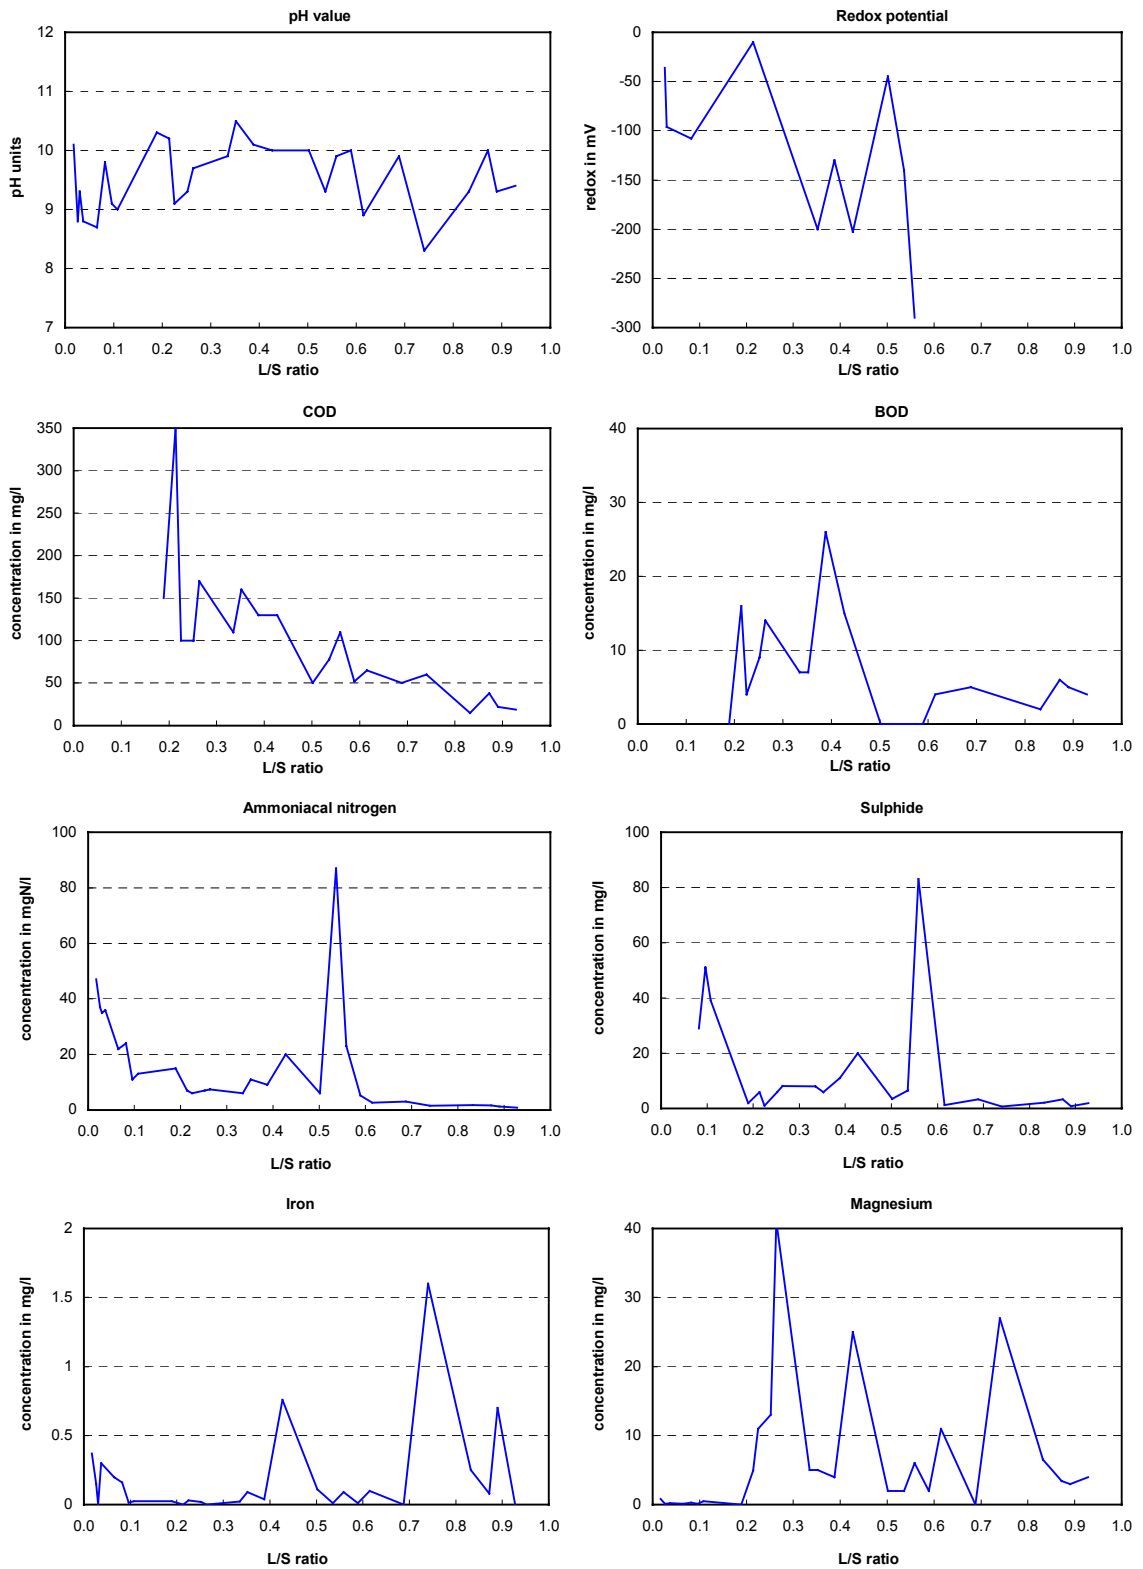 pH value
12
11
10
9
8
7
pH units
0.0 0.1 0.2 0.3 0.4 0.5 0.6 0.7 0.8 0.9 1.0
L/S ratio
Redox potential
0
-50
-100
-150
-200
-250
-300
redox in mV
0.0 0.1 0.2 0.3 0.4 0.5 0.6 0.7 0.8 0.9 1.0
L/S ratio
COD
350
300
250
200
150
100
50
0
concentration in mg/l
0.0 0.1 0.2 0.3 0.4 0.5 0.6 0.7 0.8 0.9 1.0
L/S ratio
BOD
40
30
20
10
0
concentration in mg/l
0.0 0.1 0.2 0.3 0.4 0.5 0.6 0.7 0.8 0.9 1.0
L/S ratio
Ammoniacal nitrogen
100
80
60
40
20
0
concentration in mgN/l
0.0 0.1 0.2 0.3 0.4 0.5 0.6 0.7 0.8 0.9 1.0
L/S ratio
Sulphide
100
80
60
40
20
0
concentration in mg/l
0.0 0.1 0.2 0.3 0.4 0.5 0.6 0.7 0.8 0.9 1.0
L/S ratio
Iron
2
1.5
1
0.5
0
concentration in mg/l
0.0 0.1 0.2 0.3 0.4 0.5 0.6 0.7 0.8 0.9 1.0
L/S ratio
Magnesium
40
30
20
10
0
concentration in mg/l
0.0 0.1 0.2 0.3 0.4 0.5 0.6 0.7 0.8 0.9 1.0
L/S ratio